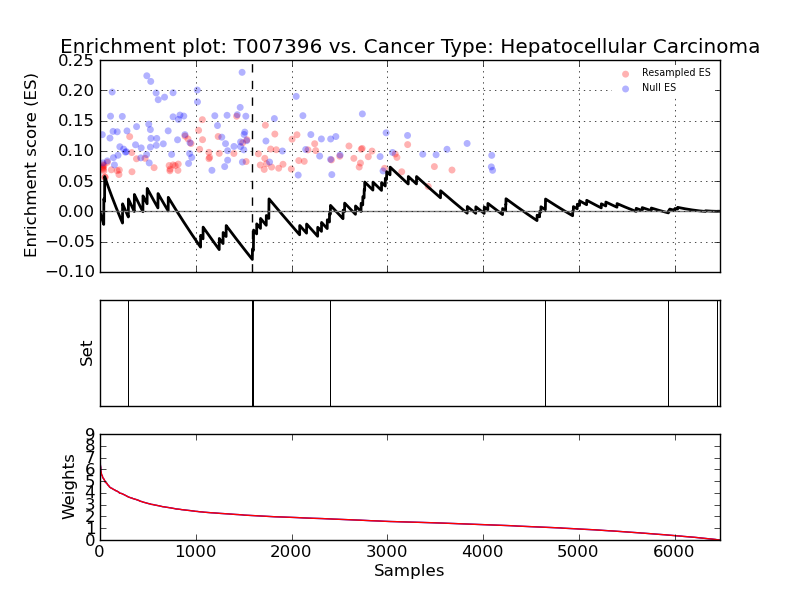 Enrichment plot: T007396 vs. Cancer Type: Hepatocellular Carcinoma
Enrichment score (ES)
0.25
0.20
0.15
0.10
0.05
0.00
−0.05
−0.10
Resampled ES
Null ES
Set
Weights
9
8
7
6
5
4
3
2
1
0
0 1000 2000 3000 4000 5000 6000
Samples